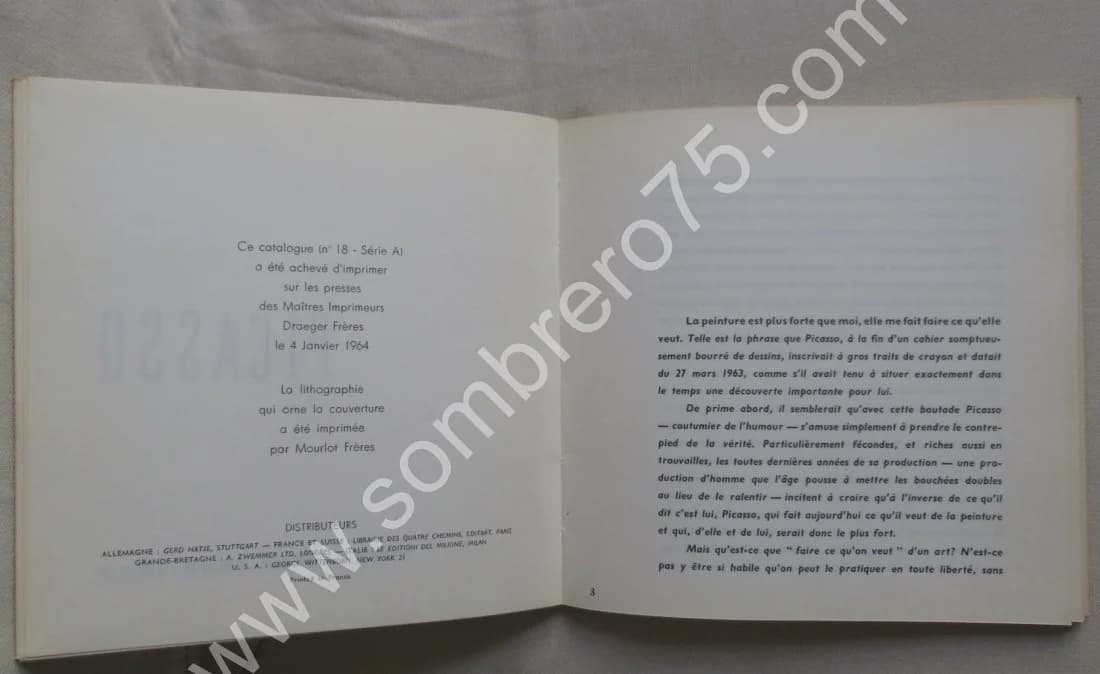 Ce catalogue (n° 18 - Série A)
a été achevé d'imprimer
sur les presses
des Maîtres Imprimeurs
Draeger Frères
le 4 Janvier 1964
La lithographie
qui orne la couverture
a été imprimée
par Mourlot Frères
DISTRIBUTEURS
ALLEMAGNE : GERD HATJE, STUTTGART — FRANCE ET SUISSE : LIBRAIRIE DES QUATRE CHEMINS, EDITART, PARIS
GRANDE-BRETAGNE : A. ZWEMMER LTD, LONDRES — ITALIE : LE EDITIONI DEL MILIONE, MILAN
U. S. A. : GEORGE WITTENBORN, NEW-YORK 21
Printed in France
La peinture est plus forte que moi, elle me fait faire ce qu'elle
veut. Telle est la phrase que Picasso, à la fin d'un cahier somptueu-
sement bourré de dessins, inscrivait à gros traits de crayon et datait
du 27 mars 1963, comme s'il avait tenu à situer exactement dans
le temps une découverte importante pour lui.
De prime abord, il semblerait qu'avec cette boutade Picasso
— coutumier de l'humour — s'amuse simplement à prendre le contre-
pied de la vérité. Particulièrement fécondes, et riches aussi en
trouvailles, les toutes dernières années de sa production — une pro-
duction d'homme que l'âge pousse à mettre les bouchées doubles
au lieu de le ralentir — incitent à croire qu'à l'inverse de ce qu'il
dit c'est lui, Picasso, qui fait aujourd'hui ce qu'il veut de la peinture
et qui, d'elle et de lui, serait donc le plus fort.
Mais qu'est-ce que " faire ce qu'on veut " d'un art? N'est-ce
pas y être si habile qu'on peut le pratiquer en toute liberté, sans
3
www.sombrero75.com